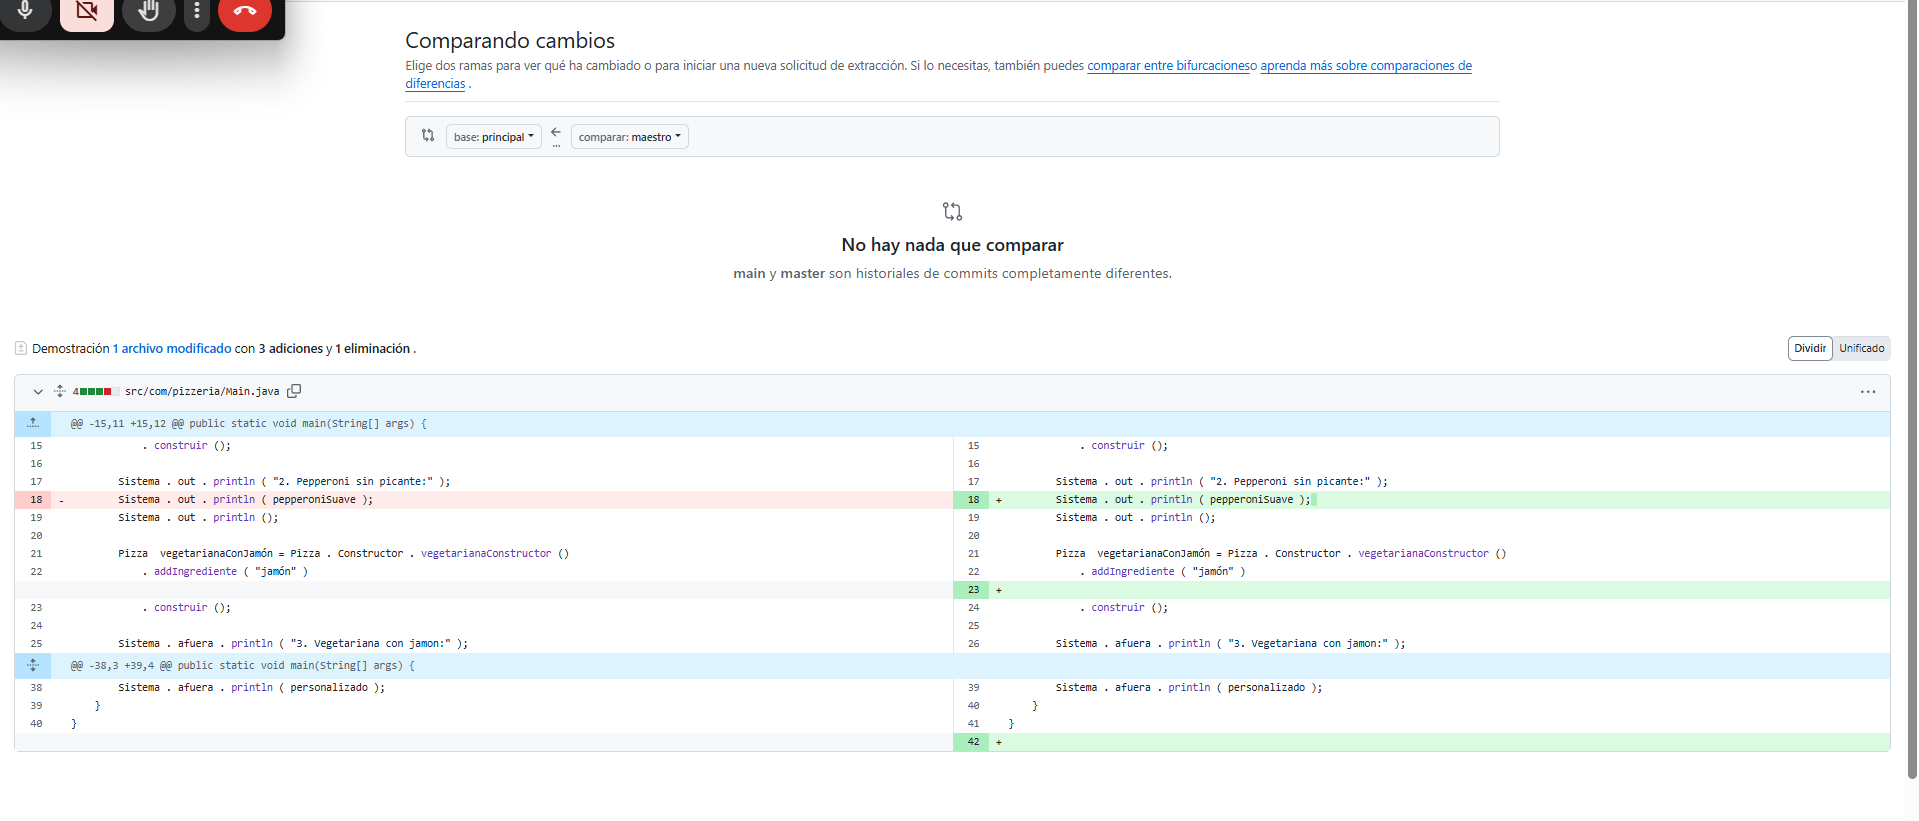 Comparando cambios
Elige dos ramas para ver qué ha cambiado o para iniciar una nueva solicitud de extracción. Si lo necesitas, también puedes comparar entre bifurcacioneso aprenda más sobre comparaciones de
diferencias .
base: principal ← comparar: maestro
...
No hay nada que comparar
main y master son historiales de commits completamente diferentes.
Demostración 1 archivo modificado con 3 adiciones y 1 eliminación .
Dividir Unificado
4 src/com/pizzeria/Main.java
@@ -15,11 +15,12 @@ public static void main(String[] args) {
15 . construir (); 15 . construir ();
16 16
17 Sistema . out . println ( "2. Pepperoni sin picante:" ); 17 Sistema . out . println ( "2. Pepperoni sin picante:" );
18 - Sistema . out . println ( pepperoniSuave ); 18 + Sistema . out . println ( pepperoniSuave );
19 Sistema . out . println (); 19 Sistema . out . println ();
20 20
21 Pizza vegetarianaConJamón = Pizza . Constructor . vegetarianaConstructor () 21 Pizza vegetarianaConJamón = Pizza . Constructor . vegetarianaConstructor ()
22 . addIngrediente ( "jamón" ) 22 . addIngrediente ( "jamón" )
23 +
23 . construir (); 24 . construir ();
24 25
25 Sistema . afuera . println ( "3. Vegetariana con jamon:" ); 26 Sistema . afuera . println ( "3. Vegetariana con jamon:" );
@@ -38,3 +39,4 @@ public static void main(String[] args) {
38 Sistema . afuera . println ( personalizado ); 39 Sistema . afuera . println ( personalizado );
39 } 40 }
40 } 41 }
42 +